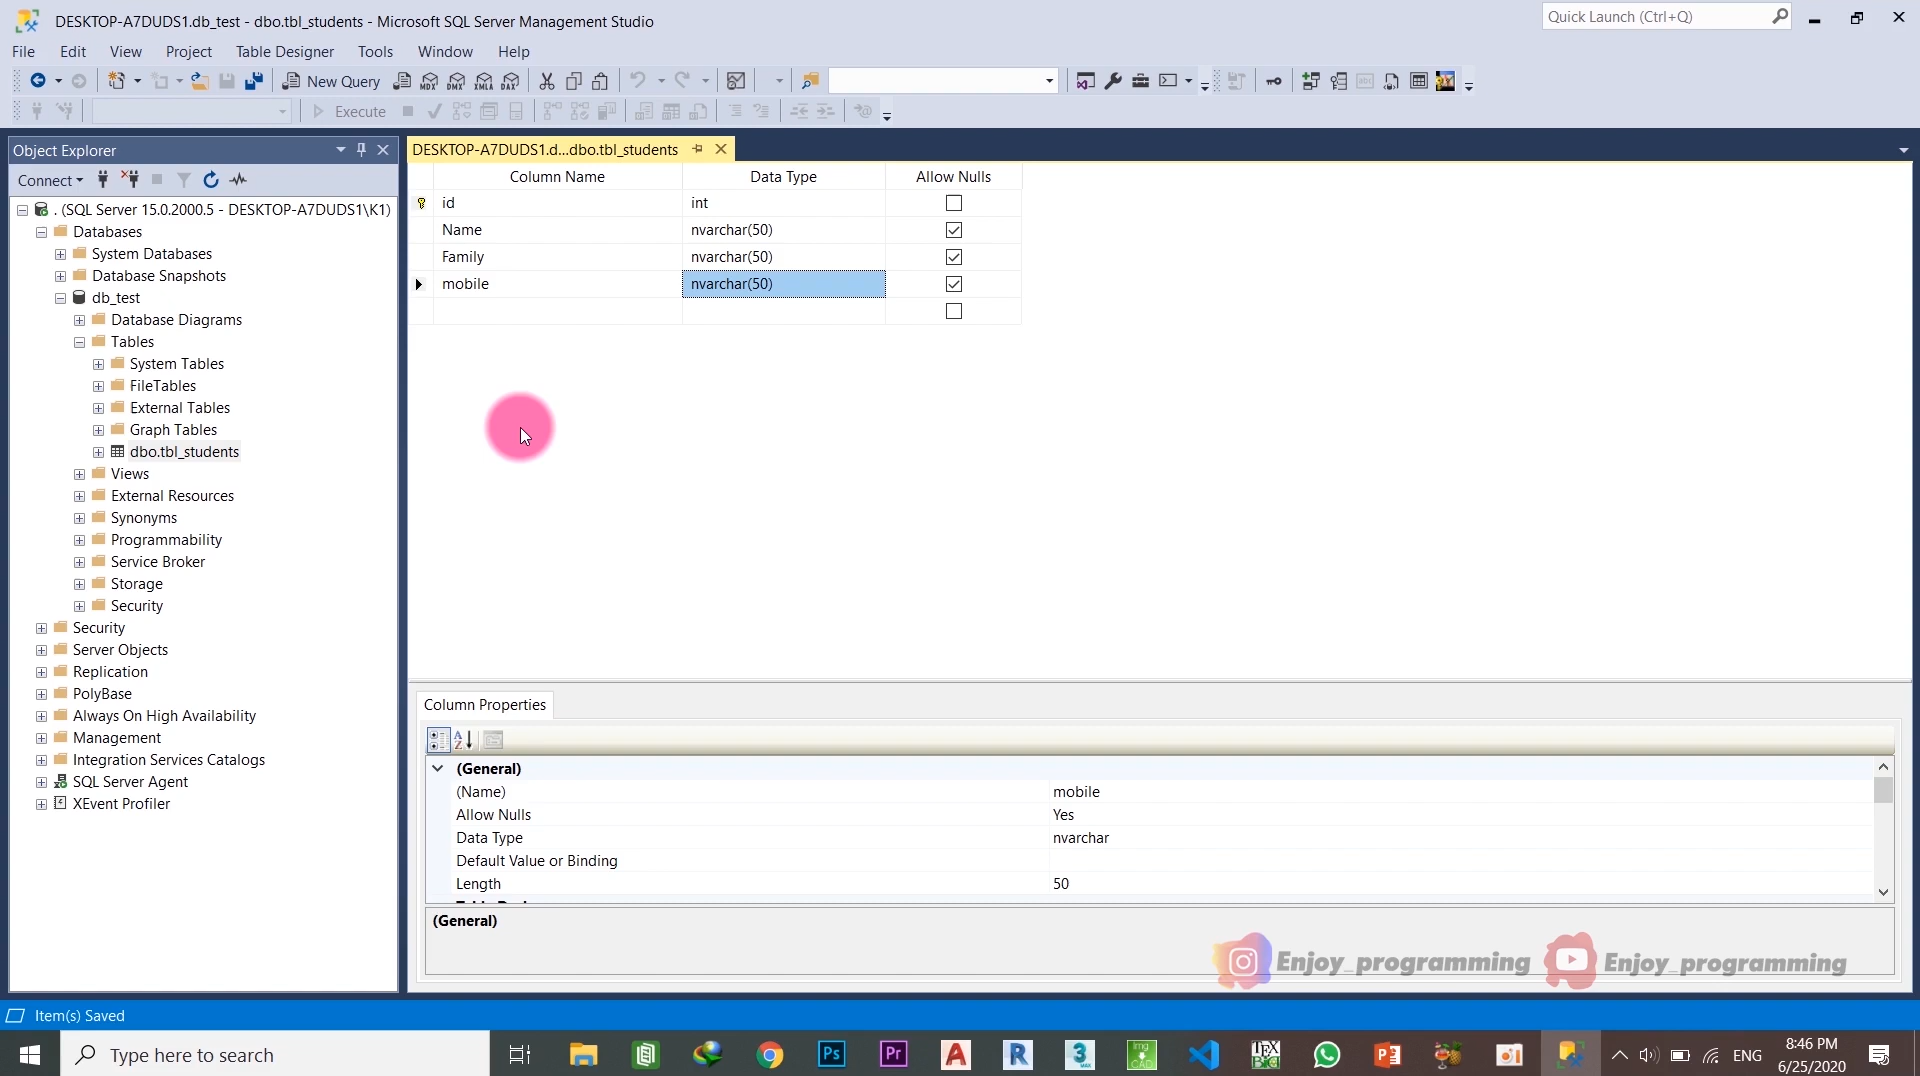 DESKTOP-A7DUDS1.db_test - dbo.tbl_students - Microsoft SQL Server Management Studio
Quick Launch (Ctrl+Q)
File Edit View Project Table Designer Tools Window Help
New Query
MDX DMX XMLA DAX
Execute
Object Explorer
DESKTOP-A7DUDS1.d...dbo.tbl_students
Connect
Column Name Data Type Allow Nulls
id int
Name nvarchar(50)
Family nvarchar(50)
mobile nvarchar(50)
. (SQL Server 15.0.2000.5 - DESKTOP-A7DUDS1\K1)
Databases
System Databases
Database Snapshots
db_test
Database Diagrams
Tables
System Tables
FileTables
External Tables
Graph Tables
dbo.tbl_students
Views
External Resources
Synonyms
Programmability
Service Broker
Storage
Security
Security
Server Objects
Replication
PolyBase
Always On High Availability
Management
Integration Services Catalogs
SQL Server Agent
XEvent Profiler
Column Properties
(General)
(Name) mobile
Allow Nulls Yes
Data Type nvarchar
Default Value or Binding
Length 50
(General)
Enjoy_programming
Enjoy_programming
Item(s) Saved
Type here to search
Ps Pr A R 3
ENG
8:46 PM
6/25/2020